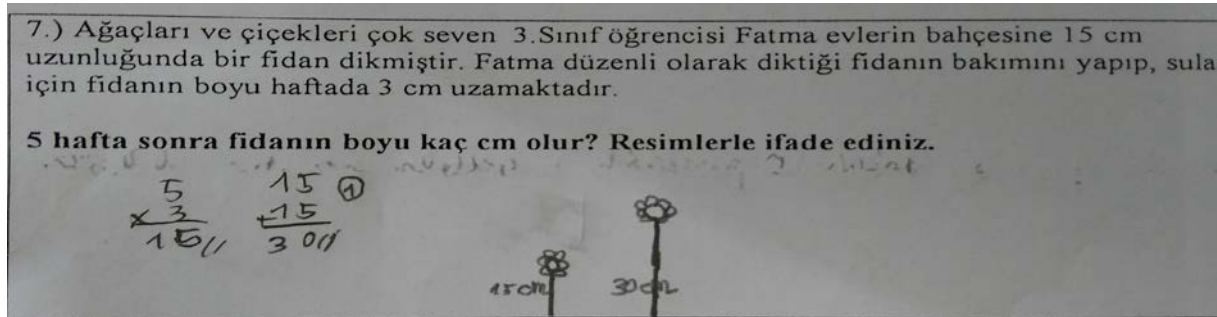 7.) Ağaçları ve çiçekleri çok seven 3.Sınıf öğrencisi Fatma evlerin bahçesine 15 cm
uzunluğunda bir fidan dikmiştir. Fatma düzenli olarak diktiği fidanın bakımını yapıp, sula
için fidanın boyu haftada 3 cm uzamaktadır.
5 hafta sonra fidanın boyu kaç cm olur? Resimlerle ifade ediniz.
5 15 1
x 3 +15
15// 30//
15cm 30cm